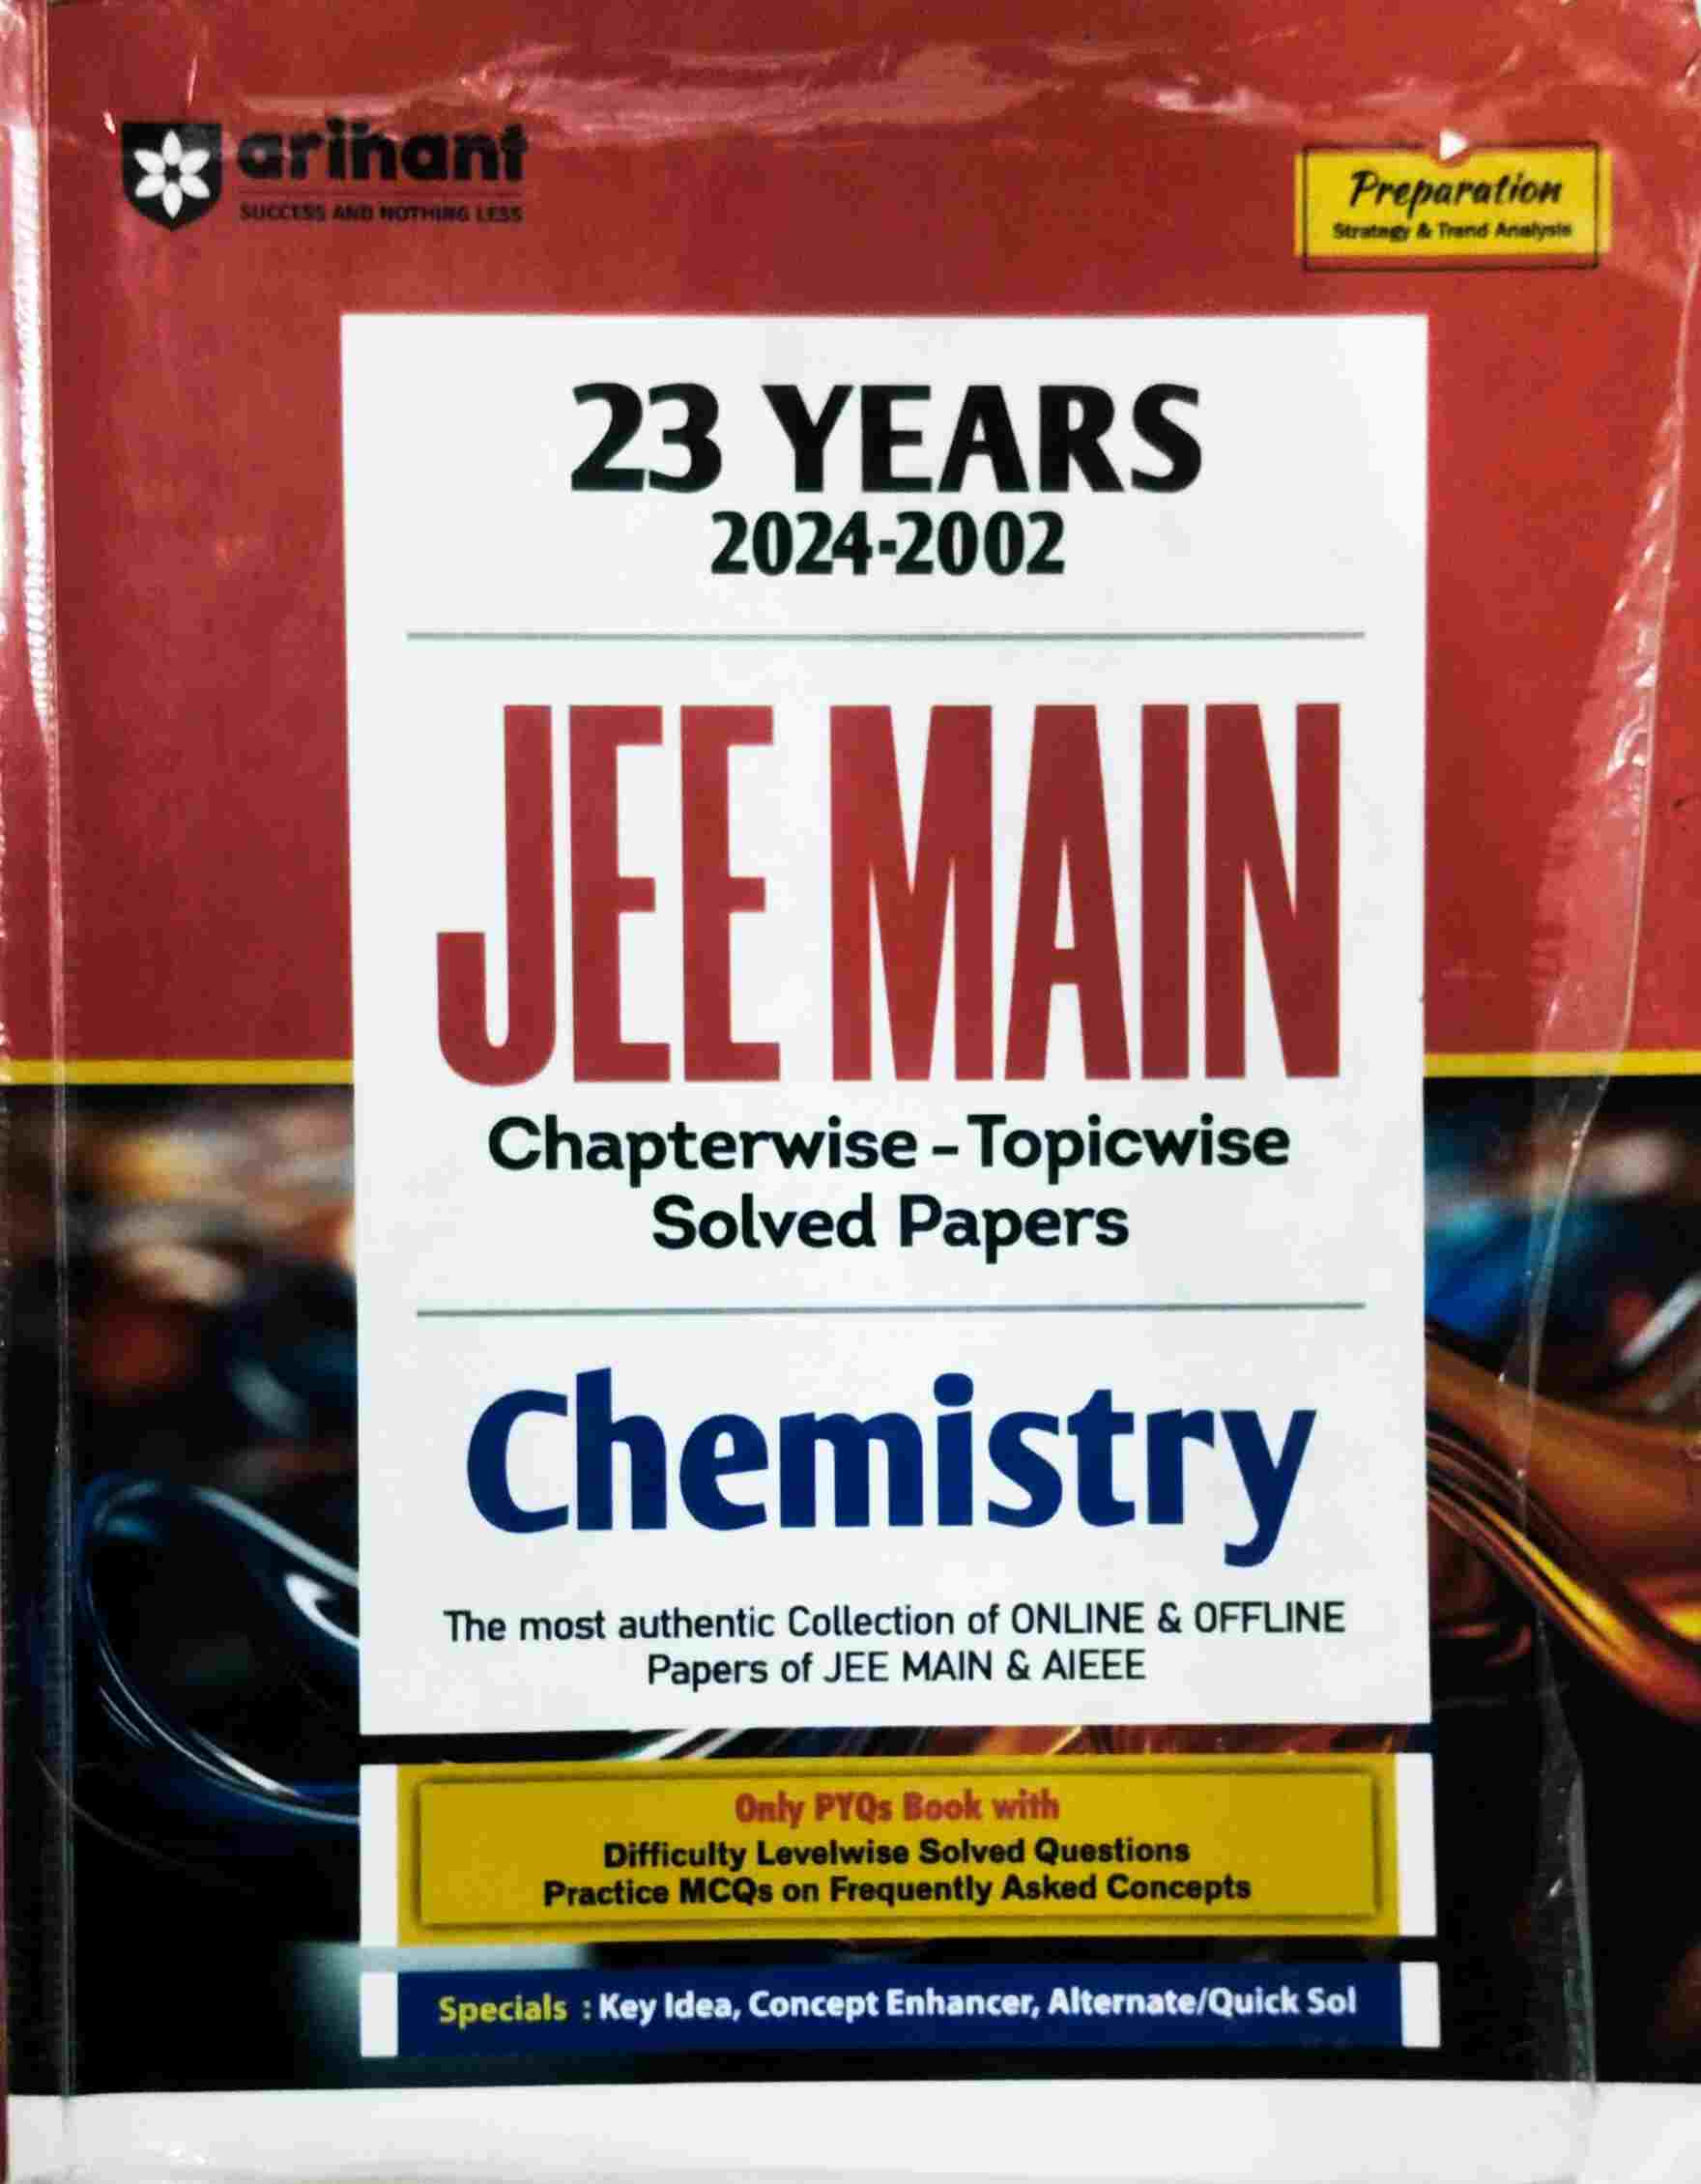 arihant
SUCCESS AND NOTHING LESS
Preparation
Strategy & Trend Analysis
23 YEARS
2024-2002
JEE MAIN
Chapterwise - Topicwise
Solved Papers
Chemistry
The most authentic Collection of ONLINE & OFFLINE
Papers of JEE MAIN & AIEEE
Only PYQs Book with
Difficulty Levelwise Solved Questions
Practice MCQs on Frequently Asked Concepts
Specials : Key Idea, Concept Enhancer, Alternate/Quick Sol